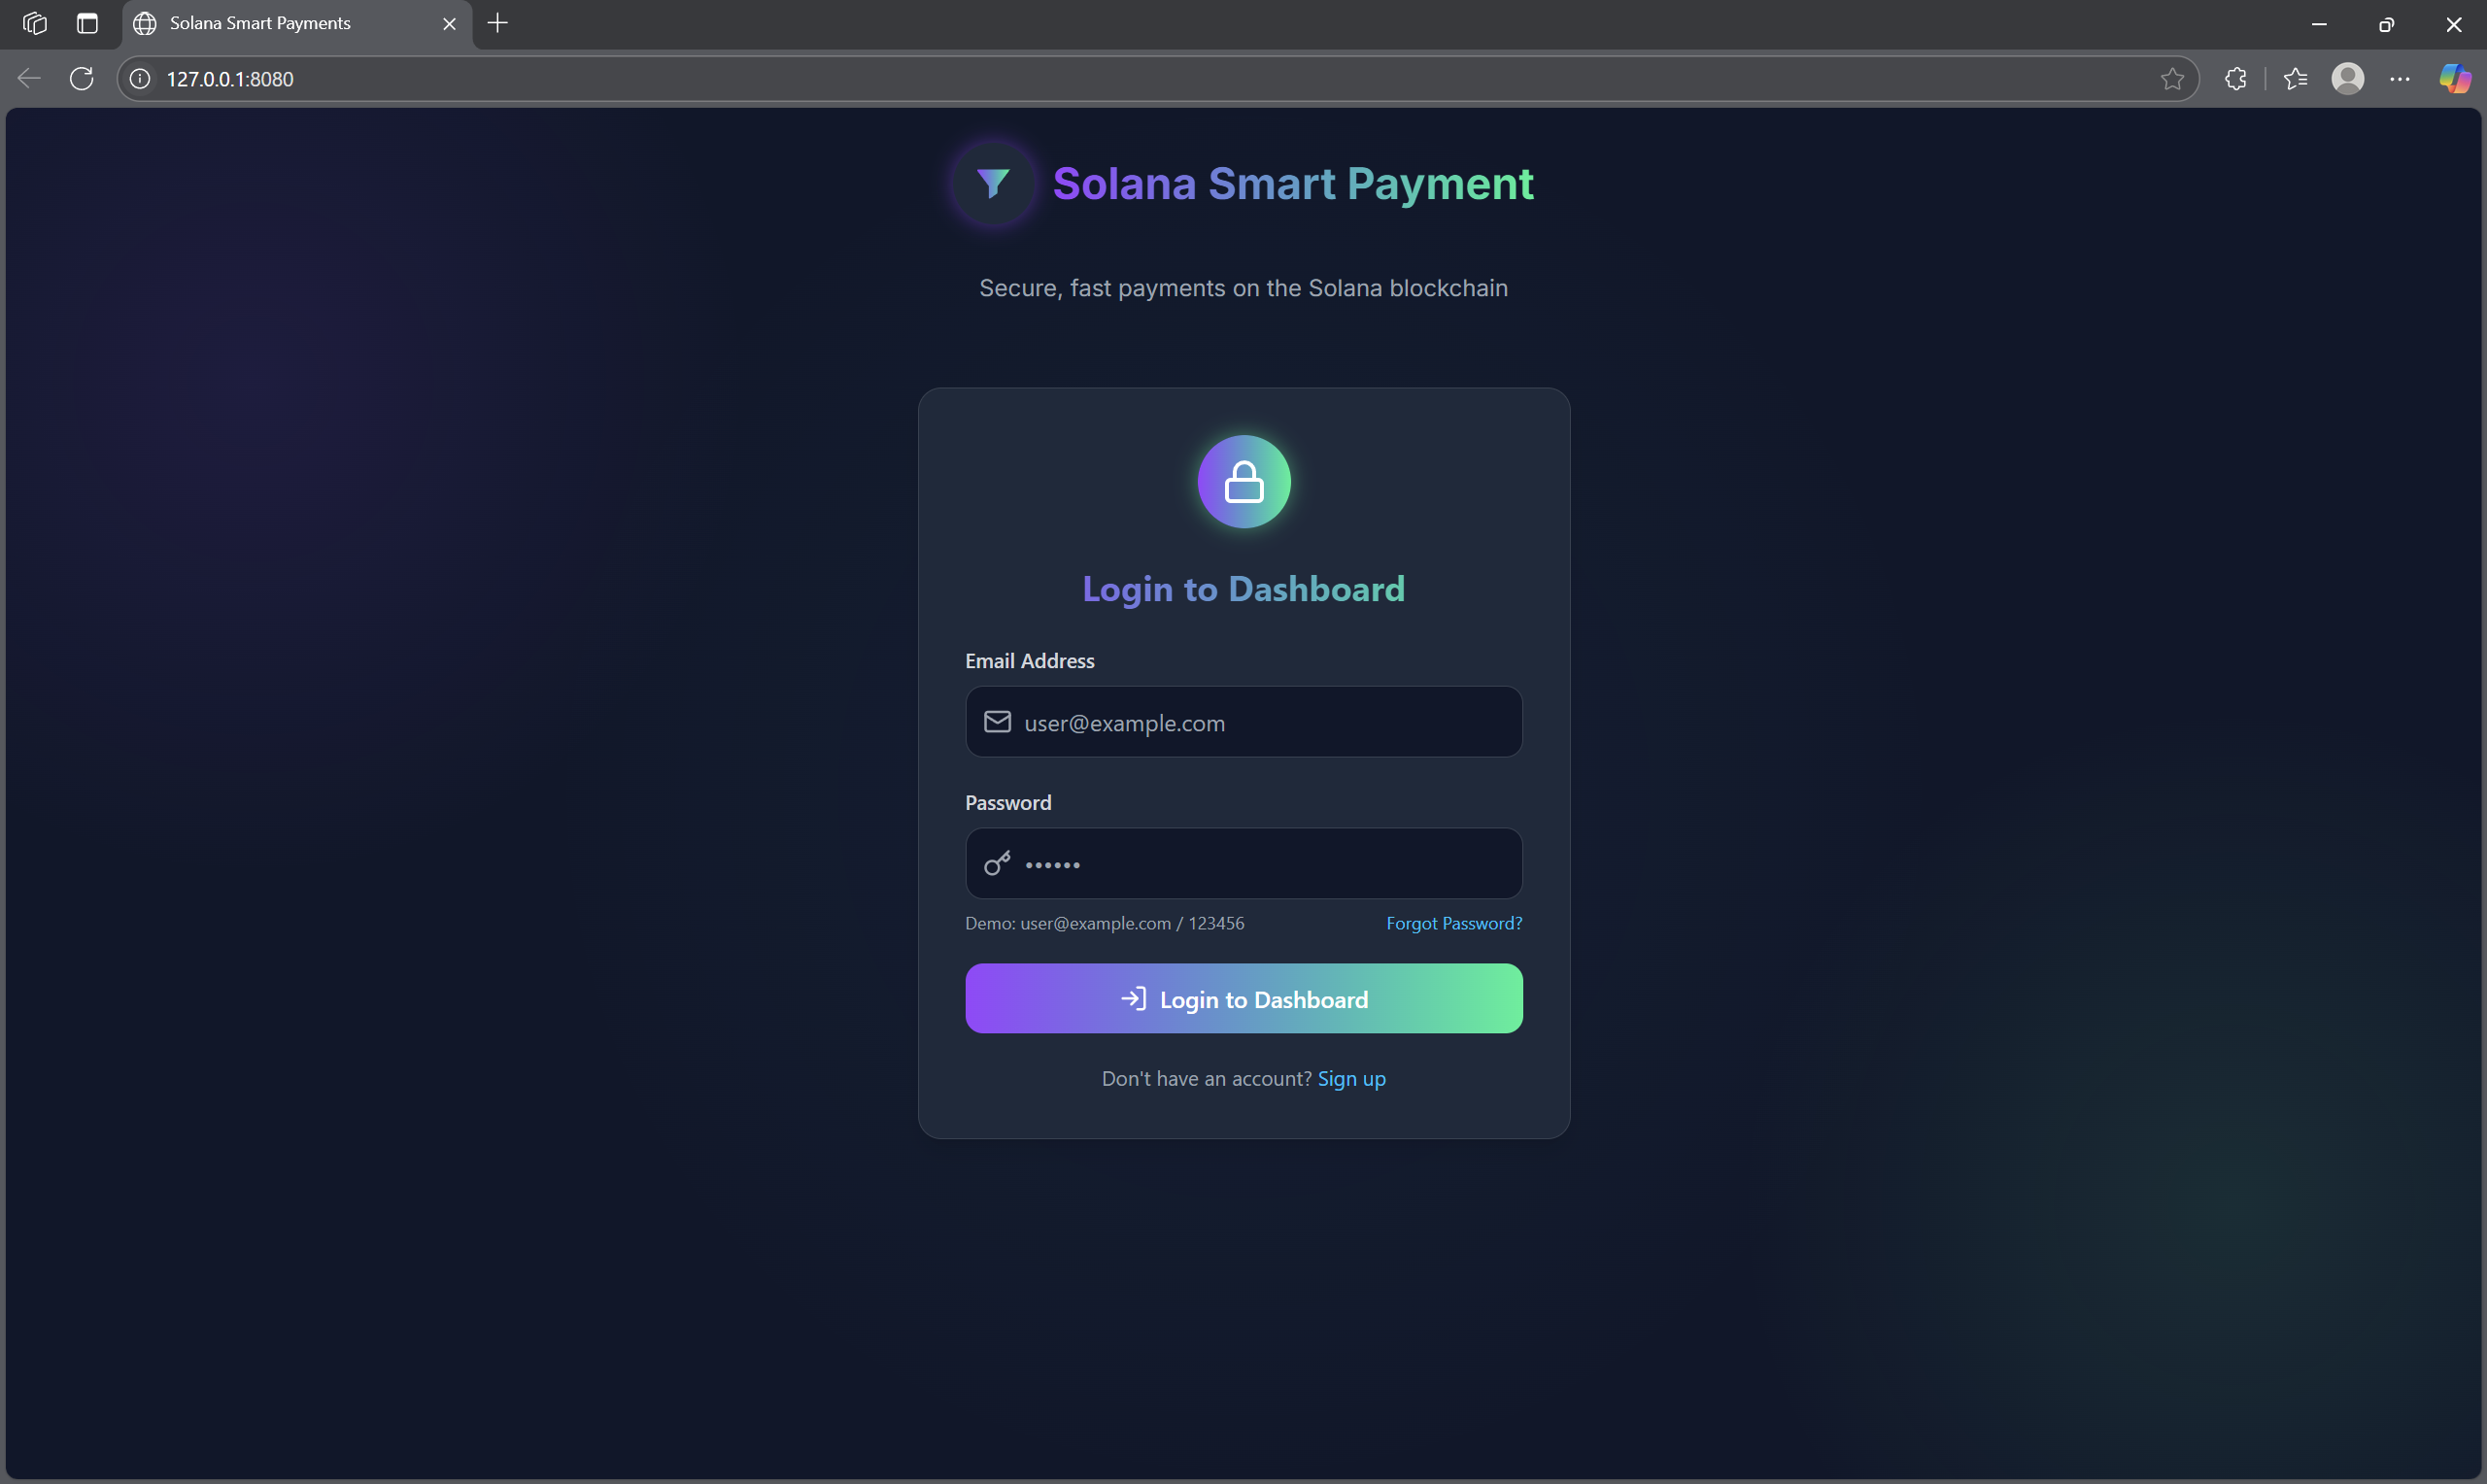 Solana Smart Payments
127.0.0.1:8080
Solana Smart Payment
Secure, fast payments on the Solana blockchain
Login to Dashboard
Email Address
user@example.com
Password
••••••
Demo: user@example.com / 123456
Forgot Password?
Login to Dashboard
Don't have an account? Sign up